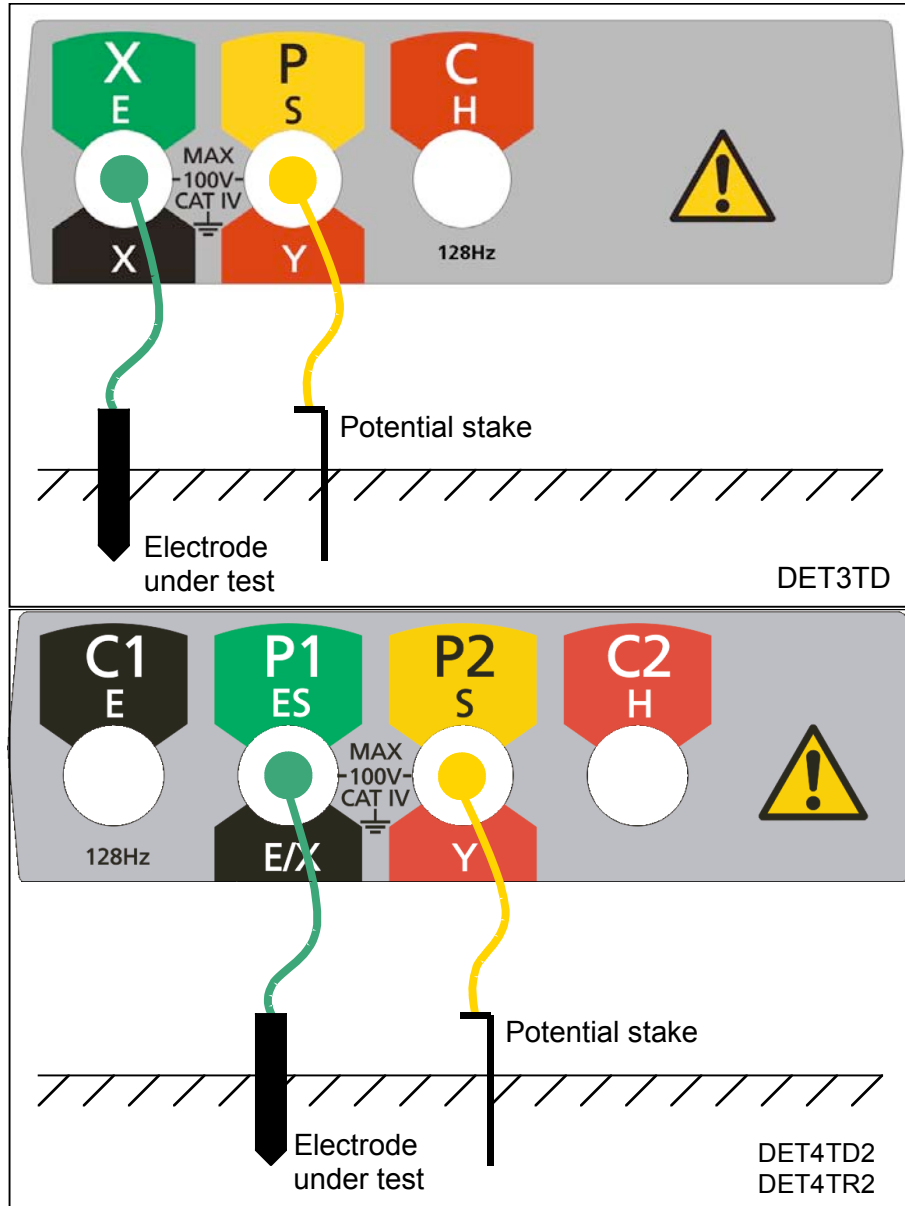 X P C
E S H
MAX
100V
CAT IV
X Y 128Hz
Potential stake
Electrode
under test
DET3TD
C1 P1 P2 C2
E ES S H
MAX
100V
CAT IV
128Hz E/X Y
Potential stake
Electrode
under test
DET4TD2
DET4TR2